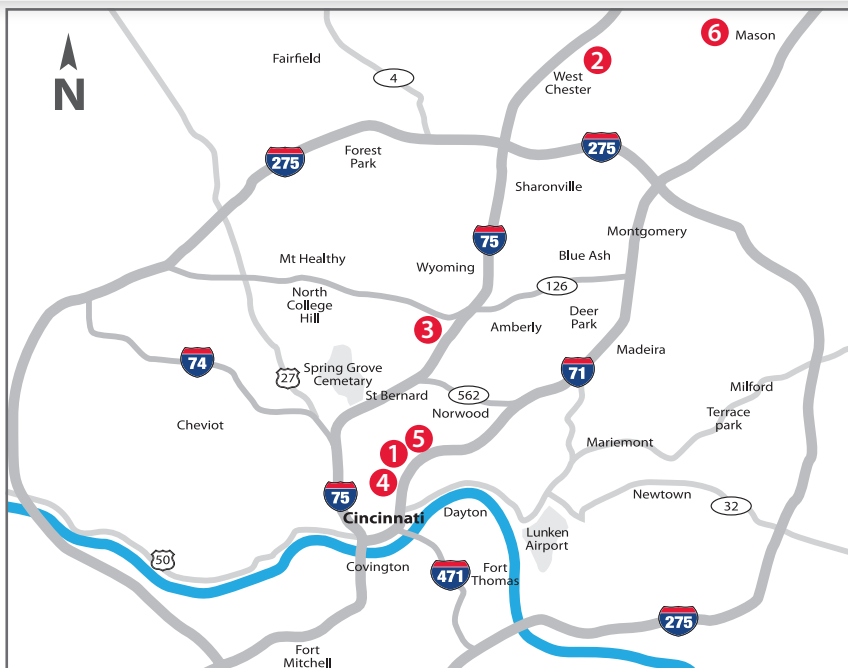 6
Mason
2
West
Chester
Fairfield
4
N
275
275
Forest
Park
Sharonville
75
Montgomery
Mt Healthy
Wyoming
Blue Ash
126
North
College
Hill
3
Amberly
Deer
Park
Madeira
74
Spring Grove
Cemetary
27
71
St Bernard
562
Norwood
Milford
Terrace
park
Cheviot
5
1
Mariemont
4
75
Newtown
32
Cincinnati
Dayton
Lunken
Airport
50
Covington
471
Fort
Thomas
275
Fort
Mitchell